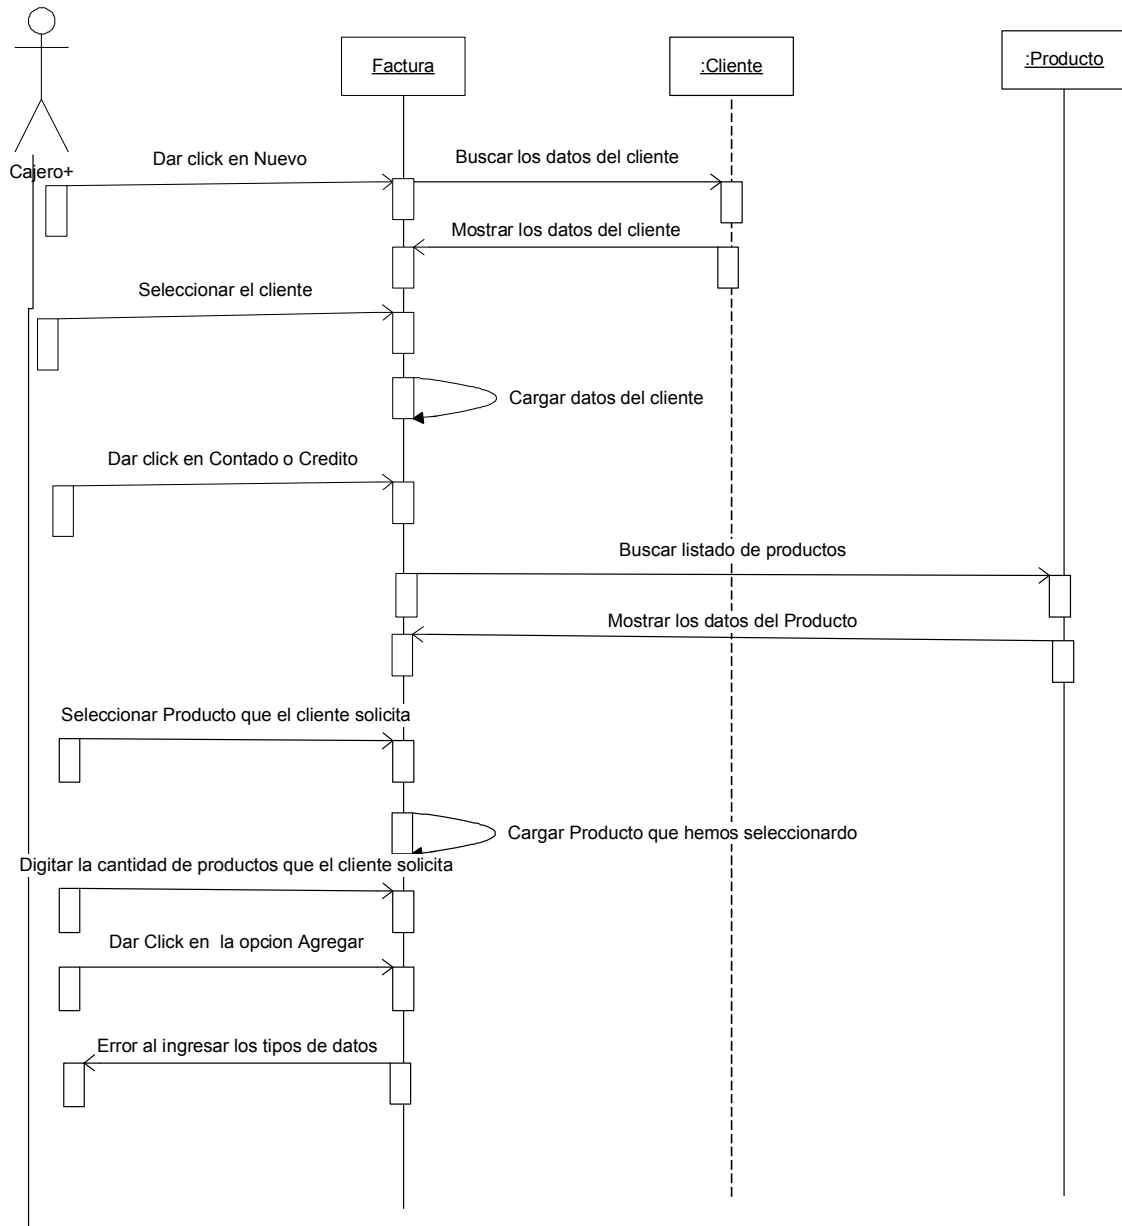 Factura
:Cliente
:Producto
Cajero+
Dar click en Nuevo
Buscar los datos del cliente
Mostrar los datos del cliente
Seleccionar el cliente
Cargar datos del cliente
Dar click en Contado o Credito
Buscar listado de productos
Mostrar los datos del Producto
Seleccionar Producto que el cliente solicita
Cargar Producto que hemos seleccionardo
Digitar la cantidad de productos que el cliente solicita
Dar Click en  la opcion Agregar
Error al ingresar los tipos de datos